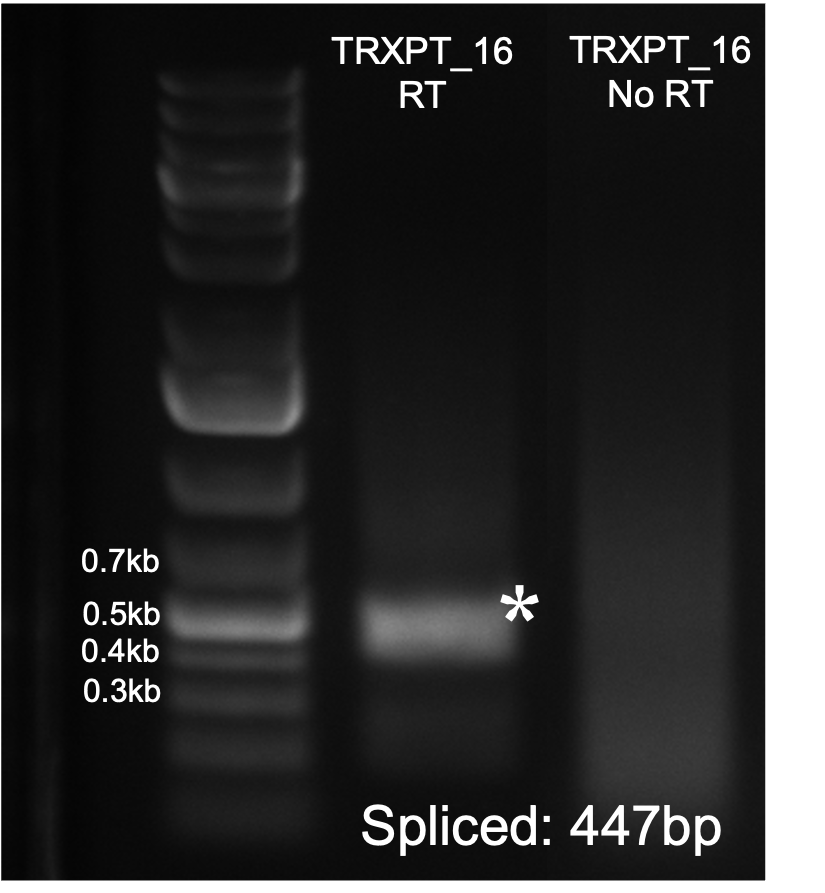 TRXPT_16
RT
TRXPT_16
No RT
0.7kb
0.5kb
*
0.4kb
0.3kb
Spliced: 447bp